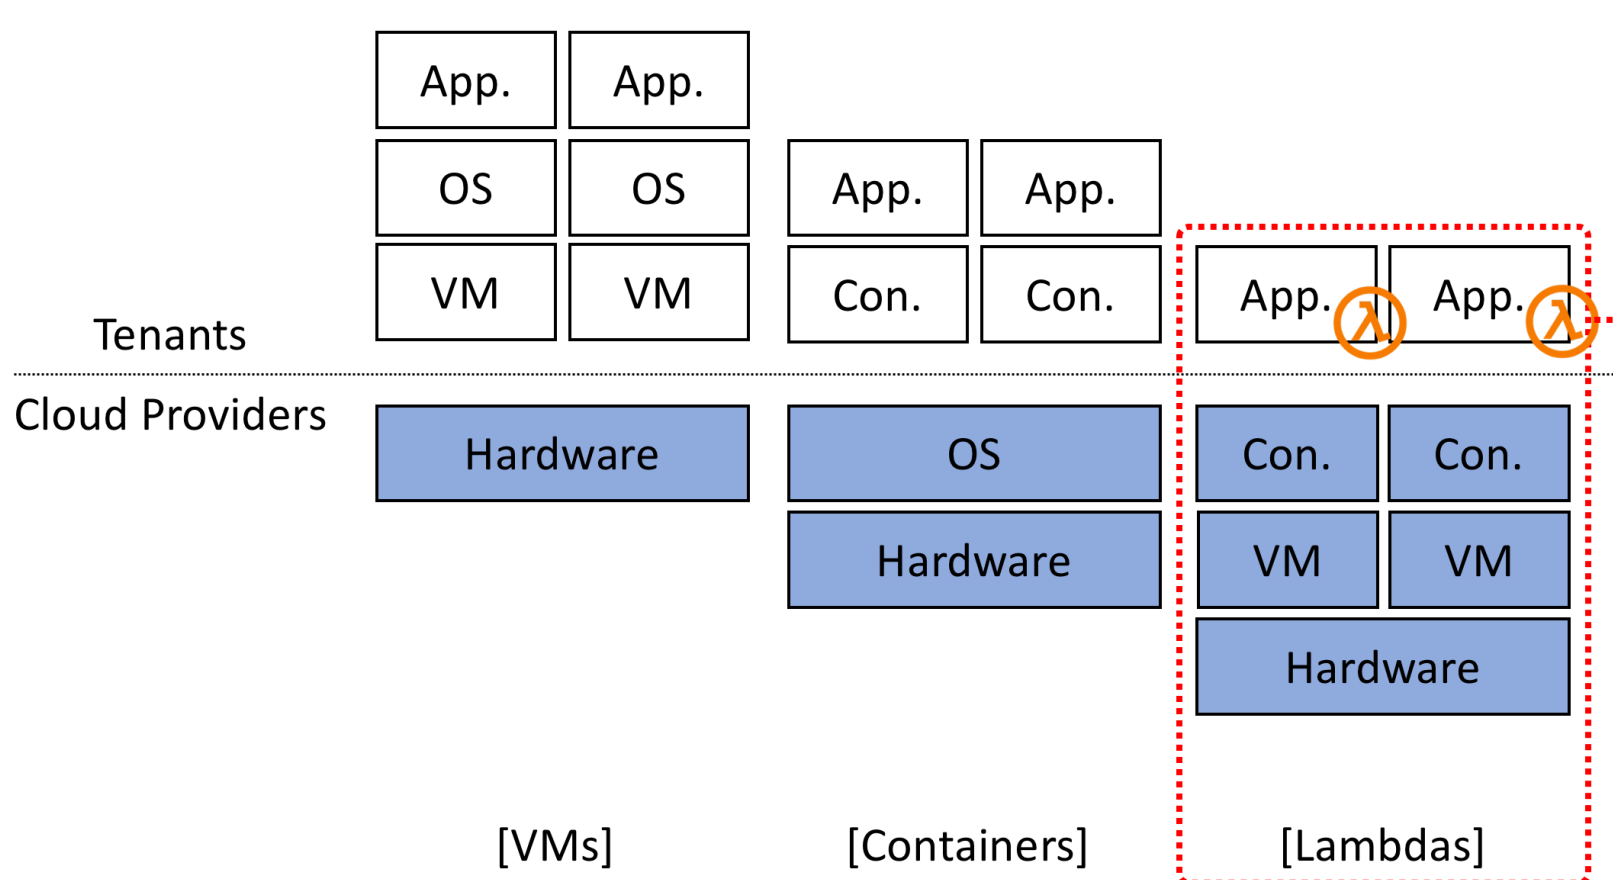 App. App.
OS OS App. App.
VM VM Con. Con. App. λ App. λ
Tenants
Cloud Providers
Hardware OS Con. Con.
Hardware VM VM
Hardware
[VMs] [Containers] [Lambdas]